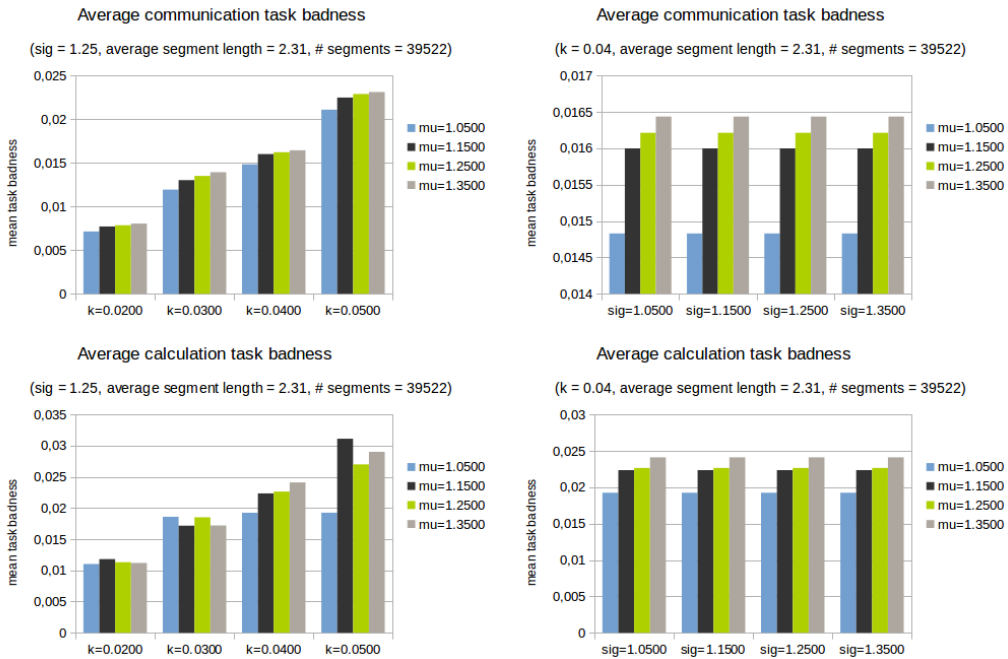 Average communication task badness
(sig = 1.25, average segment length = 2.31, # segments = 39522)
mean task badness
0,025
0,02
0,015
0,01
0,005
0
k=0.0200 k=0.0300 k=0.0400 k=0.0500
mu=1.0500
mu=1.1500
mu=1.2500
mu=1.3500
Average communication task badness
(k = 0.04, average segment length = 2.31, # segments = 39522)
mean task badness
0,017
0,0165
0,016
0,0155
0,015
0,0145
0,014
sig=1.0500 sig=1.1500 sig=1.2500 sig=1.3500
mu=1.0500
mu=1.1500
mu=1.2500
mu=1.3500
Average calculation task badness
(sig = 1.25, average segment length = 2.31, # segments = 39522)
mean task badness
0,035
0,03
0,025
0,02
0,015
0,01
0,005
0
k=0.0200 k=0.0300 k=0.0400 k=0.0500
mu=1.0500
mu=1.1500
mu=1.2500
mu=1.3500
Average calculation task badness
(k = 0.04, average segment length = 2.31, # segments = 39522)
mean task badness
0,03
0,025
0,02
0,015
0,01
0,005
0
sig=1.0500 sig=1.1500 sig=1.2500 sig=1.3500
mu=1.0500
mu=1.1500
mu=1.2500
mu=1.3500